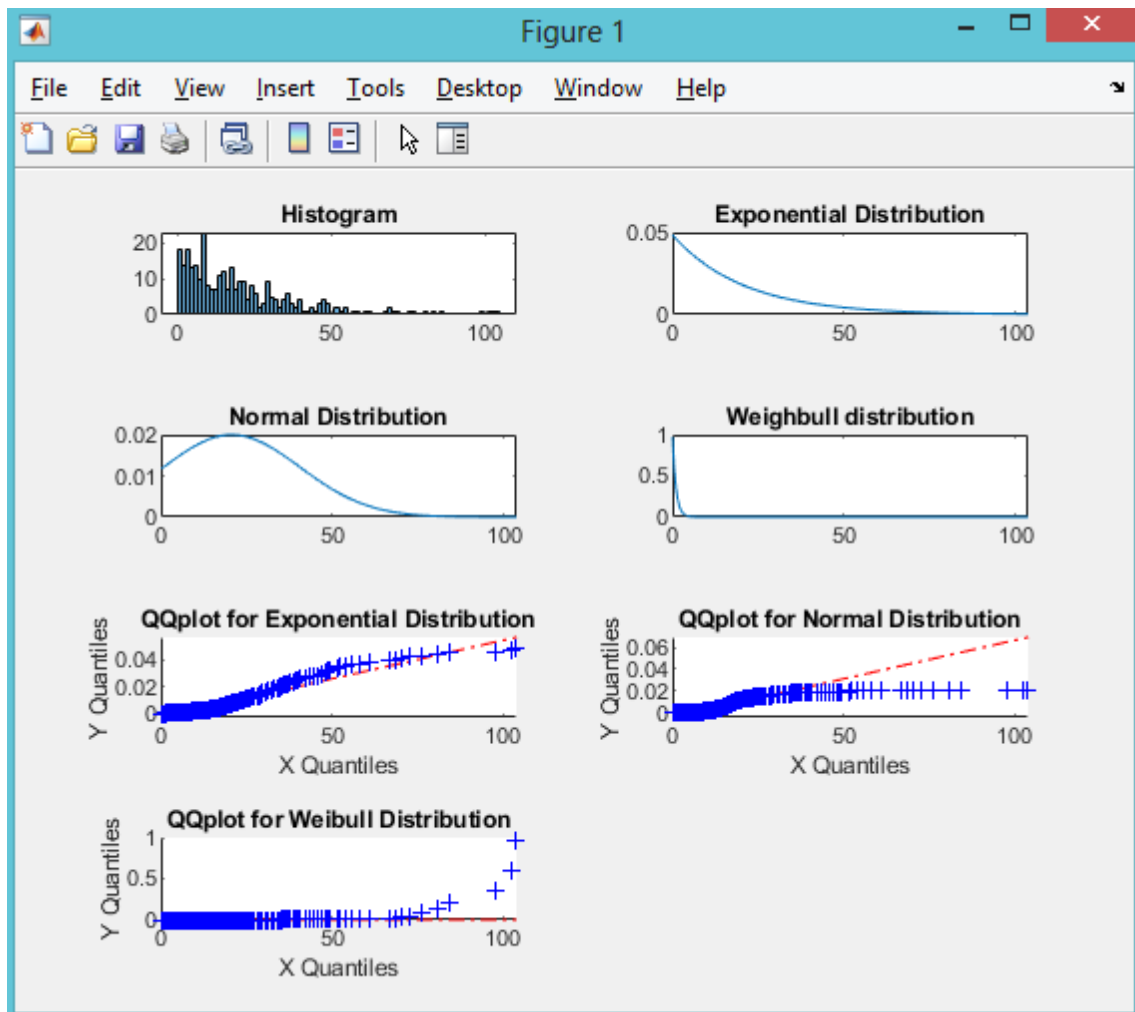 Figure 1
File Edit View Insert Tools Desktop Window Help
Histogram
20
10
0
0 50 100
Exponential Distribution
0.05
0
0 50 100
Normal Distribution
0.02
0.01
0
0 50 100
Weighbull distribution
1
0.5
0
0 50 100
QQplot for Exponential Distribution
Y Quantiles
0.04
0.02
0
0 50 100
X Quantiles
QQplot for Normal Distribution
Y Quantiles
0.06
0.04
0.02
0
0 50 100
X Quantiles
QQplot for Weibull Distribution
Y Quantiles
1
0.5
0
0 50 100
X Quantiles